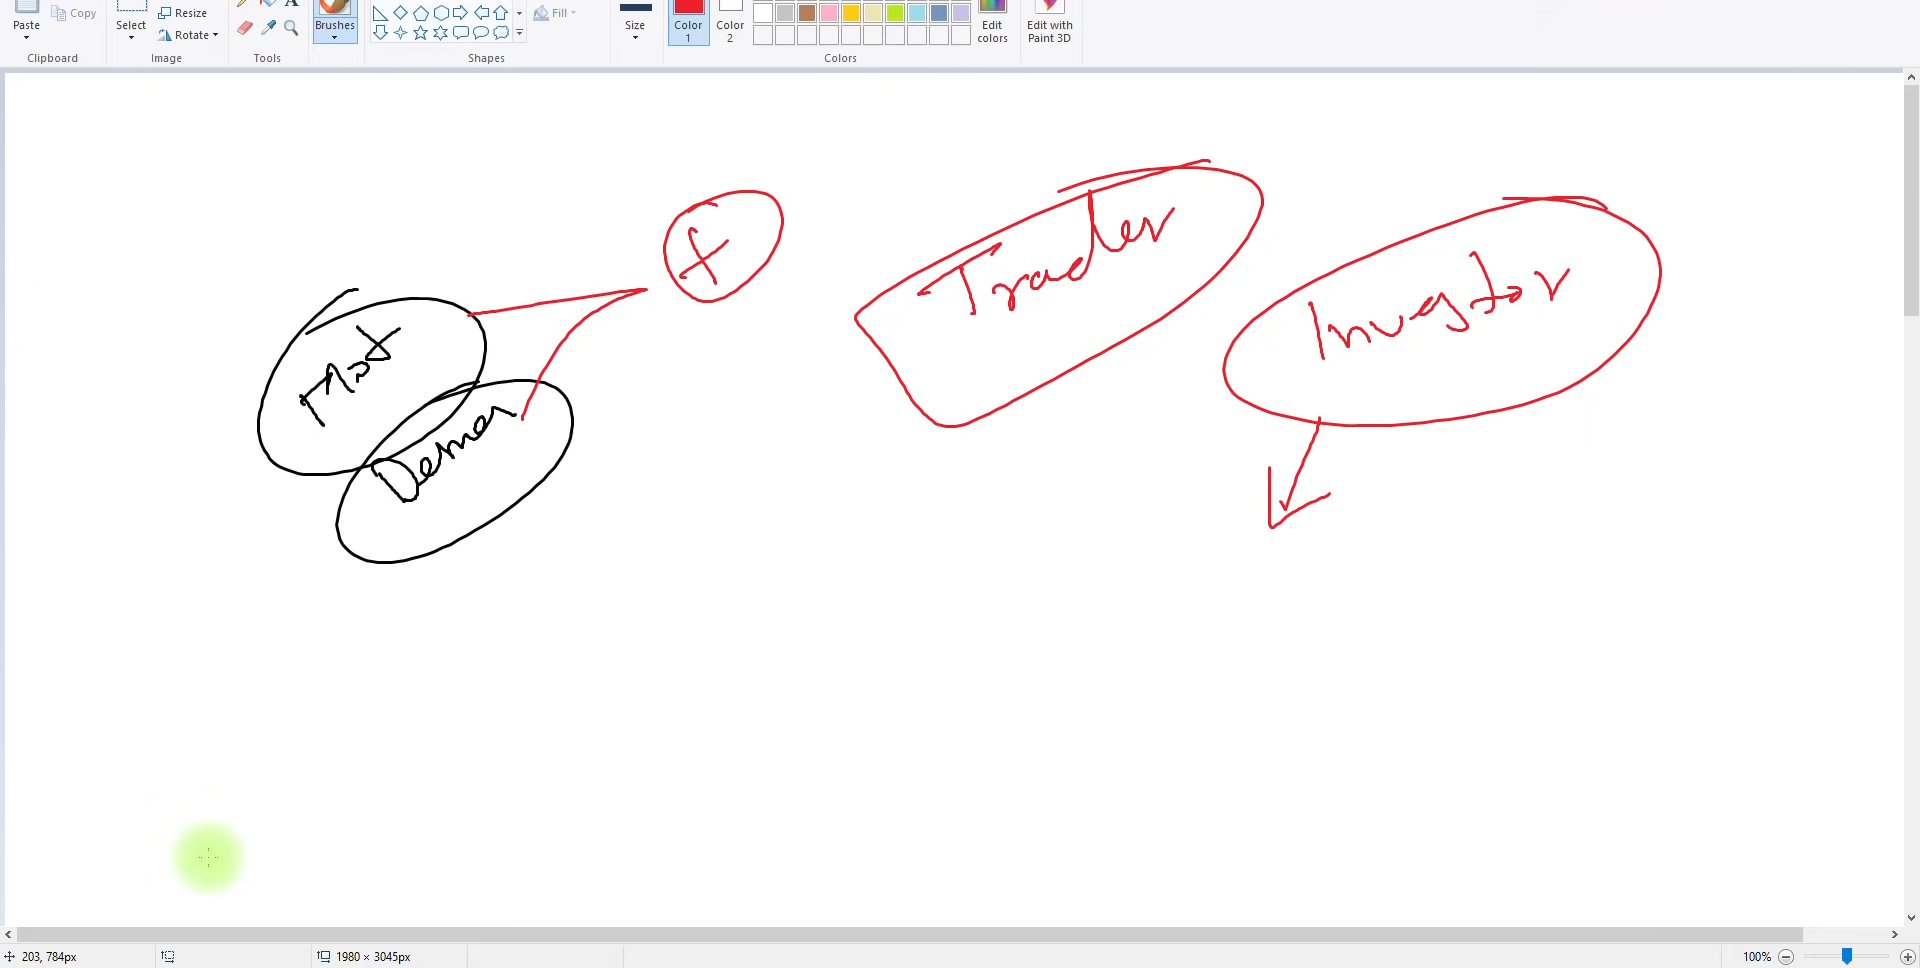 Paste
Copy
Clipboard
Select
Resize
Rotate
Image
A
Tools
Brushes
Shapes
Fill
Size
Color 1
Color 2
Colors
Edit colors
Edit with Paint 3D
Trader
Investor
203, 784px
1980 × 3045px
100%